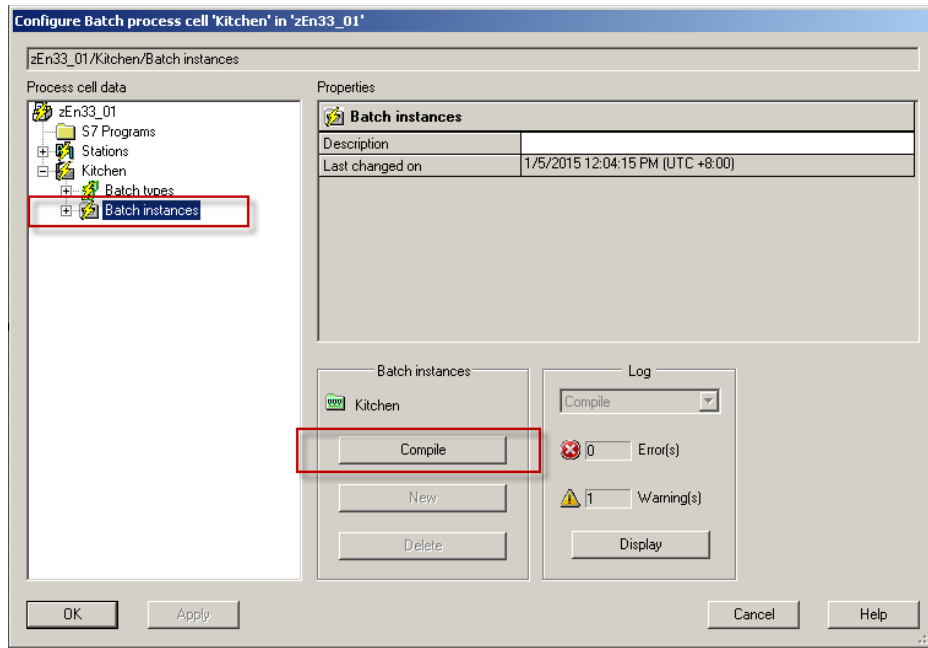 Configure Batch process cell 'Kitchen' in 'zEn33_01'
zEn33_01/Kitchen/Batch instances
Process cell data
zEn33_01
S7 Programs
Stations
Kitchen
Batch types
Batch instances
Properties
Batch instances
Description
Last changed on 1/5/2015 12:04:15 PM (UTC +8:00)
Batch instances
Kitchen
Compile
New
Delete
Log
Compile
0 Error(s)
1 Warning(s)
Display
OK Apply Cancel Help